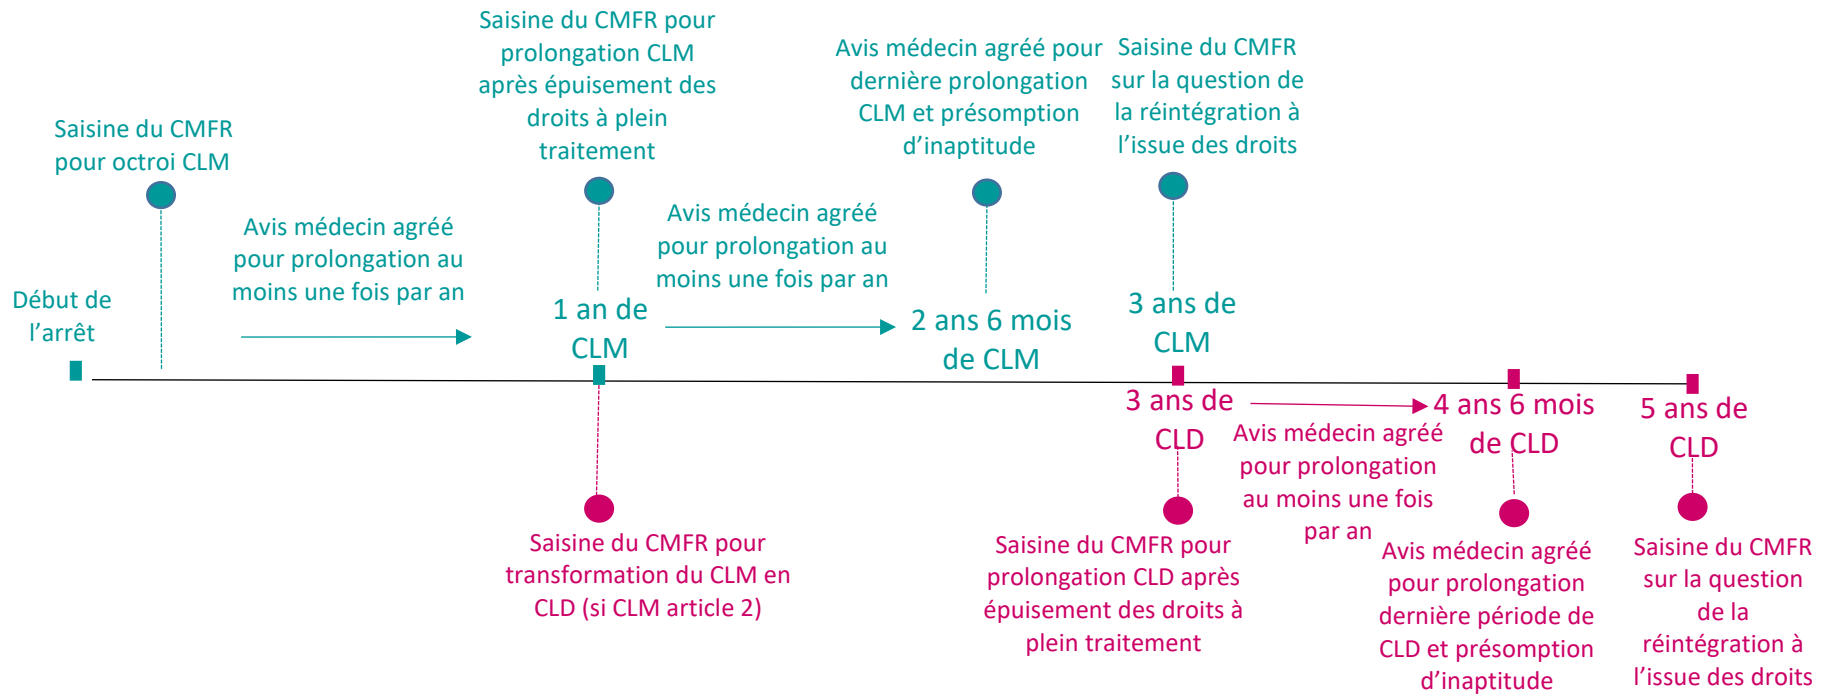 Saisine du CMFR
pour octroi CLM
Saisine du CMFR pour
prolongation CLM
après épuisement des
droits à plein
traitement
Avis médecin agréé pour
dernière prolongation
CLM et présomption
d’inaptitude
Saisine du CMFR
sur la question de
la réintégration à
l’issue des droits
Avis médecin agréé
pour prolongation au
moins une fois par an
Avis médecin agréé
pour prolongation au
moins une fois par an
Début de
l’arrêt
1 an de
CLM
2 ans 6 mois
de CLM
3 ans de
CLM
3 ans de
CLD
Avis médecin agréé
pour prolongation
au moins une fois
par an
4 ans 6 mois
de CLD
5 ans de
CLD
Saisine du CMFR pour
transformation du CLM en
CLD (si CLM article 2)
Saisine du CMFR pour
prolongation CLD après
épuisement des droits à
plein traitement
Avis médecin agréé
pour prolongation
dernière période de
CLD et présomption
d’inaptitude
Saisine du CMFR
sur la question
de la
réintégration à
l’issue des droits